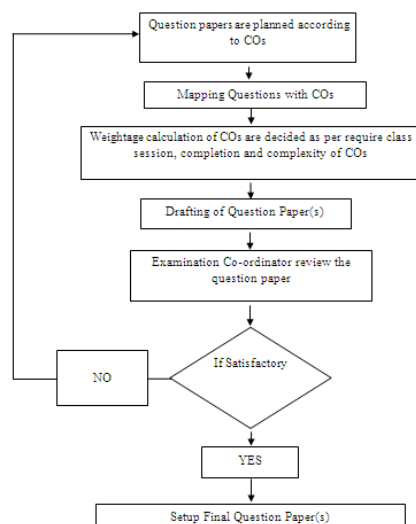 Question papers are planned according
to COs
Mapping Questions with COs
Weightage calculation of COs are decided as per require class
session, completion and complexity of COs
Drafting of Question Paper(s)
Examination Co-ordinator review the
question paper
If Satisfactory
NO
YES
Setup Final Question Paper(s)